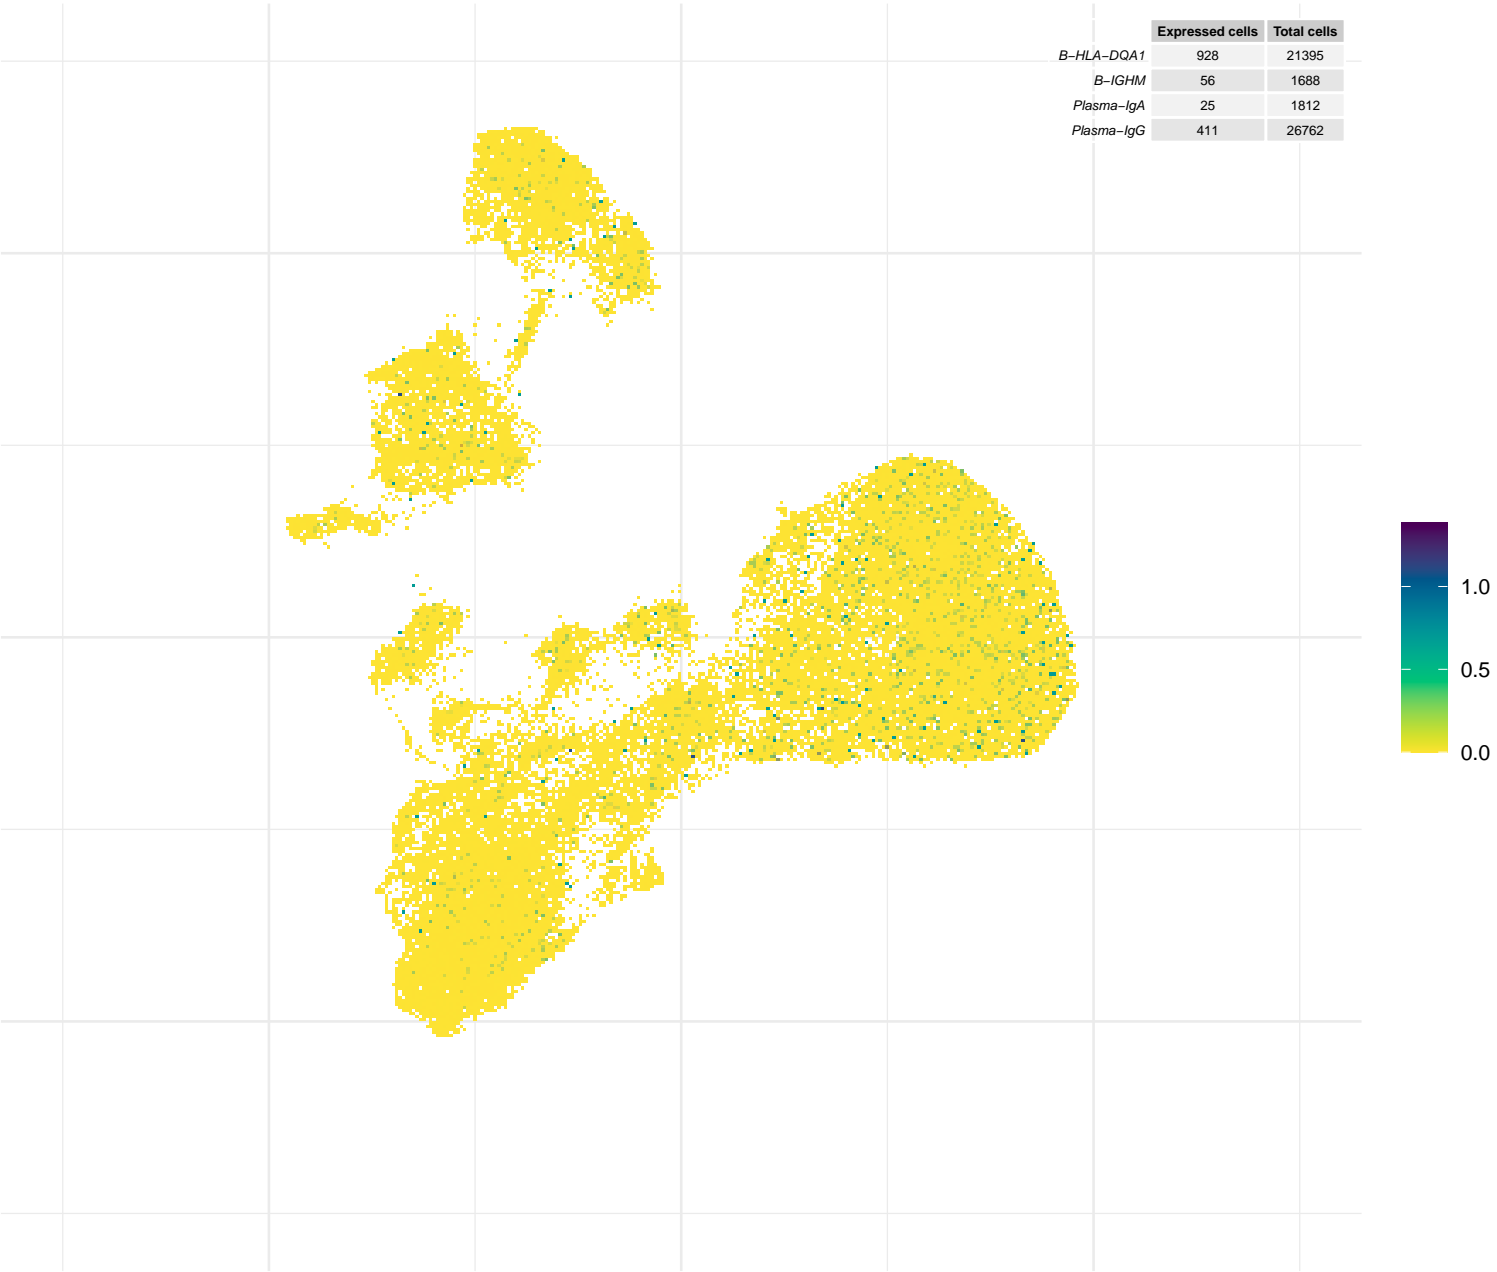 Expressed cells Total cells
B−HLA−DQA1 928 21395
B−IGHM 56 1688
Plasma−IgA 25 1812
Plasma−IgG 411 26762
1.0
0.5
0.0